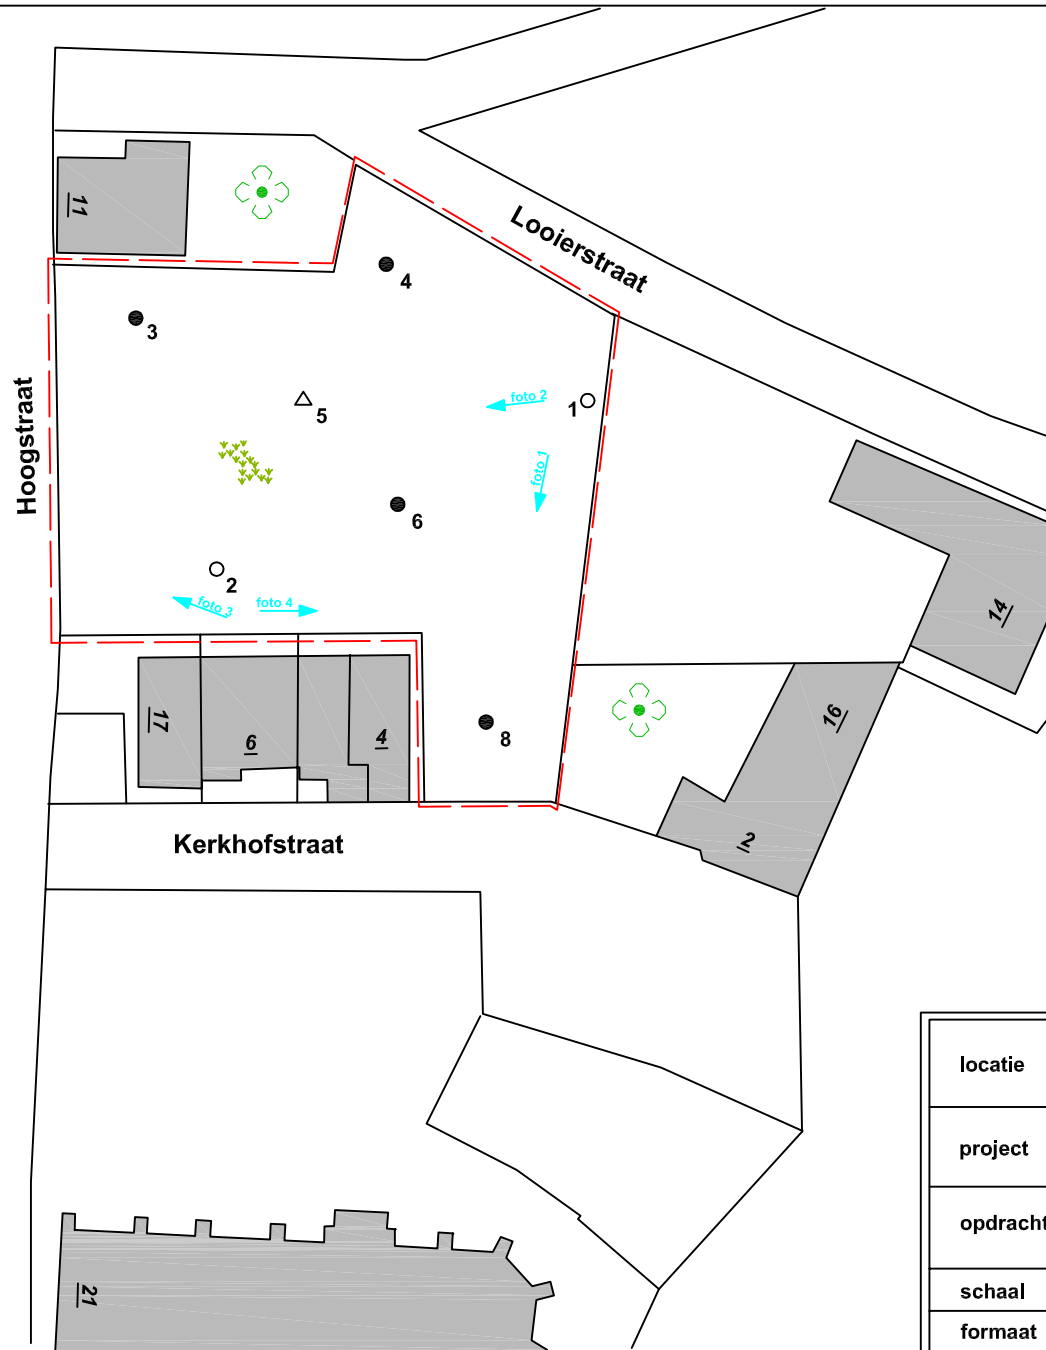 11
Looierstraat
4
3
Hoogstraat
foto 2
1
5
foto 1
6
2
foto 3
foto 4
14
17
6
4
8
16
2
Kerkhofstraat
locatie
project
opdracht
schaal
formaat
21